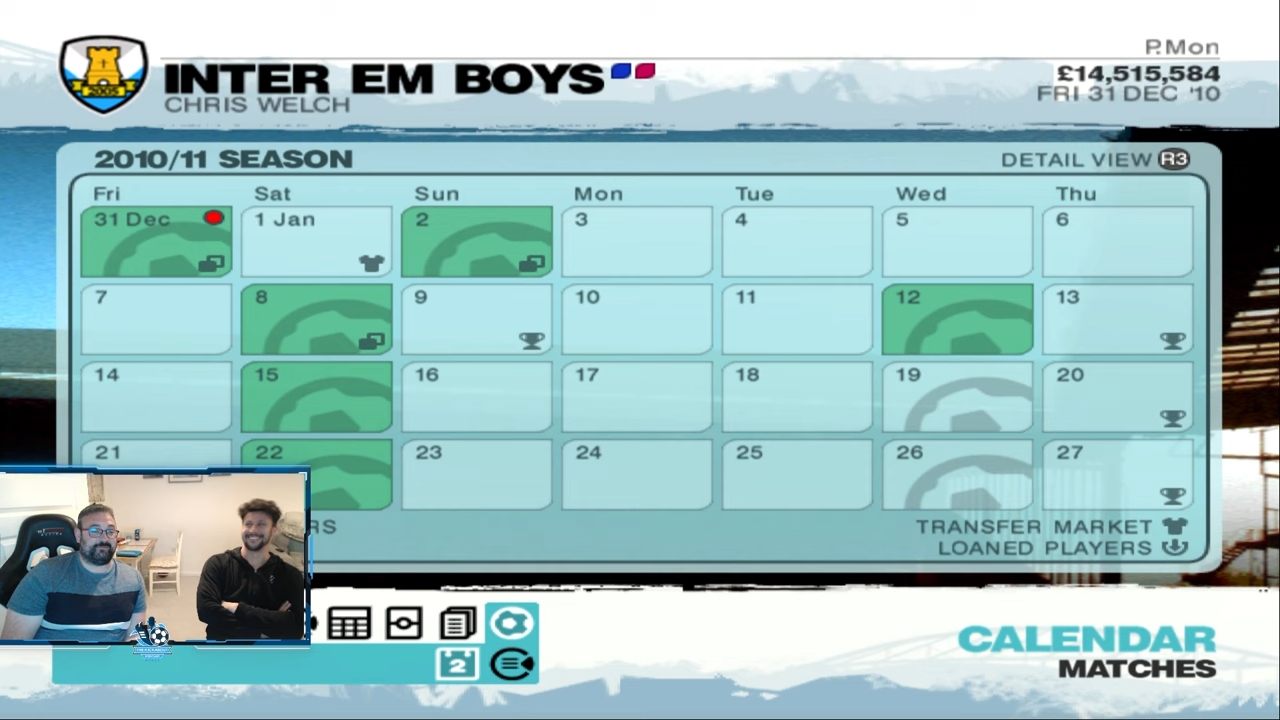 P.Mon
INTER EM BOYS
£14,515,584
CHRIS WELCH
FRI 31 DEC '10
2005
2010/11 SEASON
DETAIL VIEW R3
Fri Sat Sun Mon Tue Wed Thu
31 Dec 1 Jan 2 3 4 5 6
7 8 9 10 11 12 13
14 15 16 17 18 19 20
21 22 23 24 25 26 27
RS
TRANSFER MARKET
LOANED PLAYERS
2
CALENDAR
MATCHES